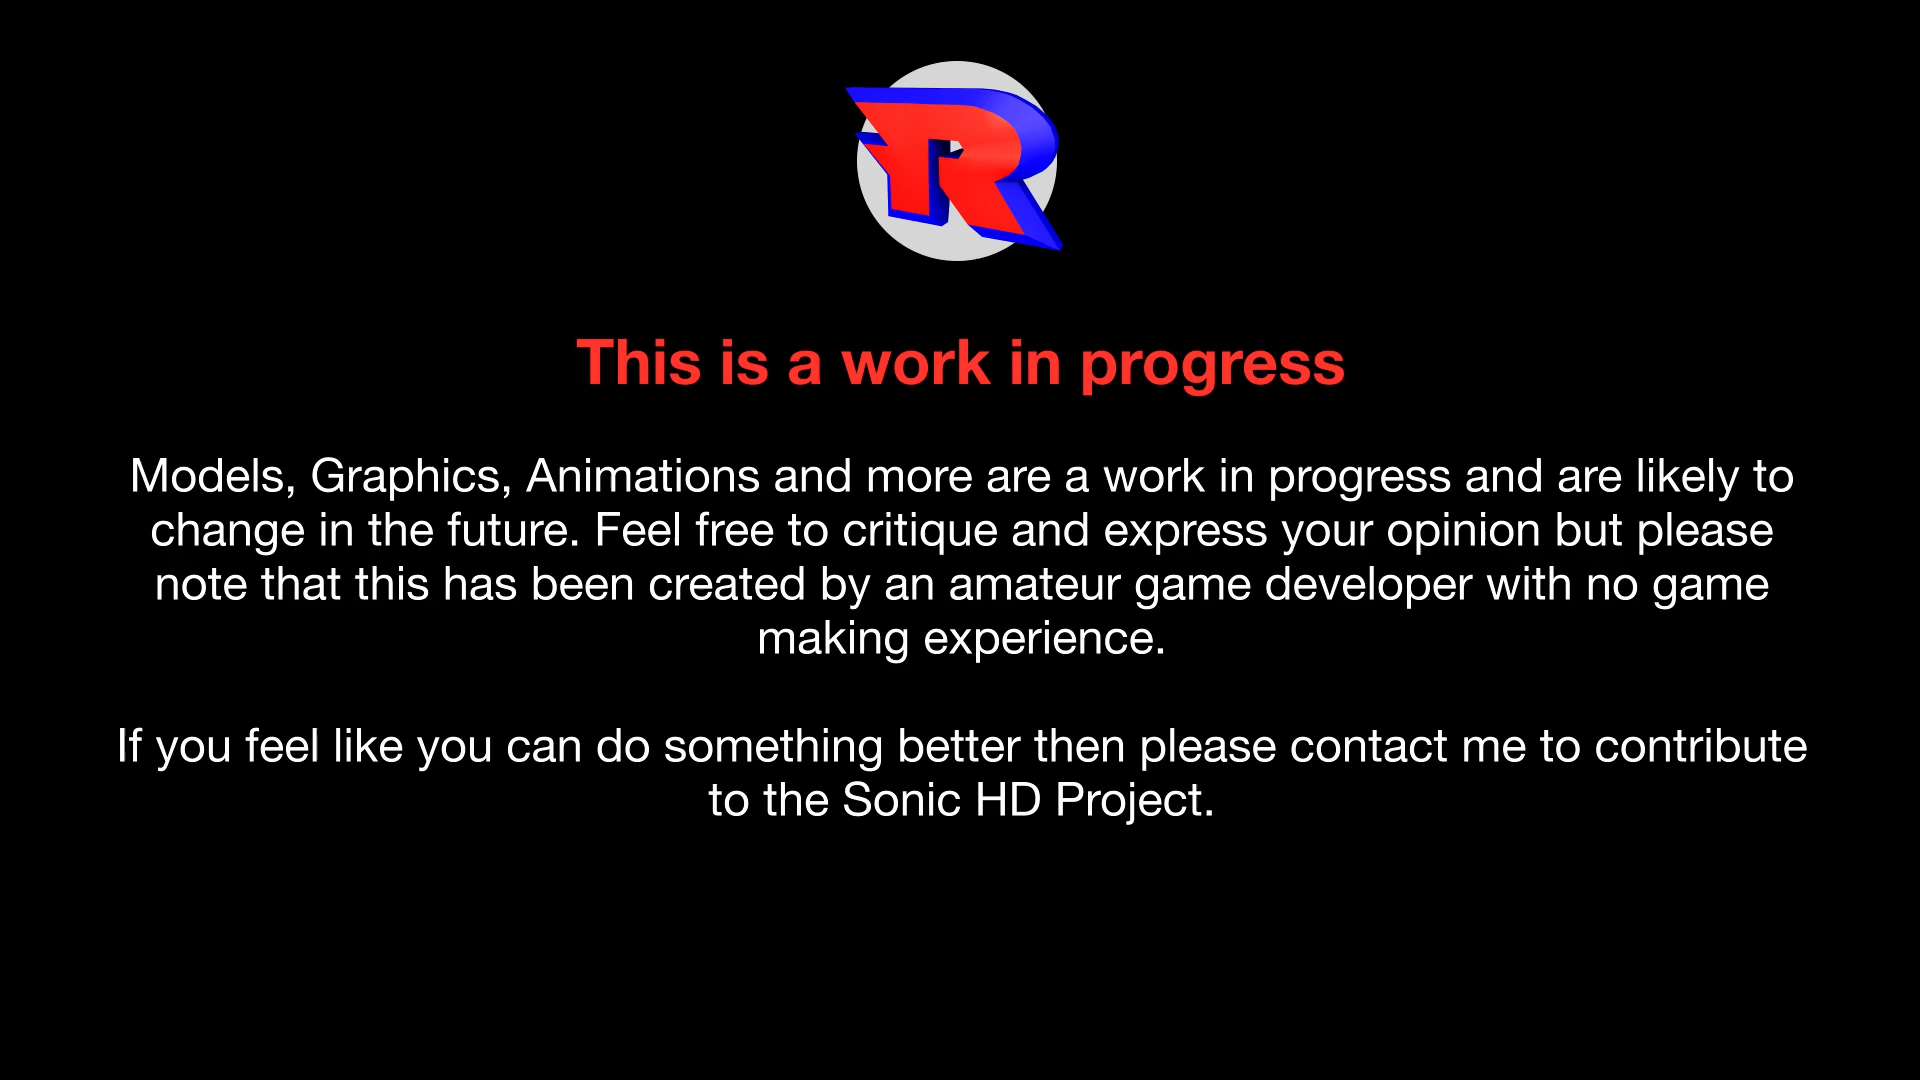 R
This is a work in progress
Models, Graphics, Animations and more are a work in progress and are likely to
change in the future. Feel free to critique and express your opinion but please
note that this has been created by an amateur game developer with no game
making experience.
If you feel like you can do something better then please contact me to contribute
to the Sonic HD Project.